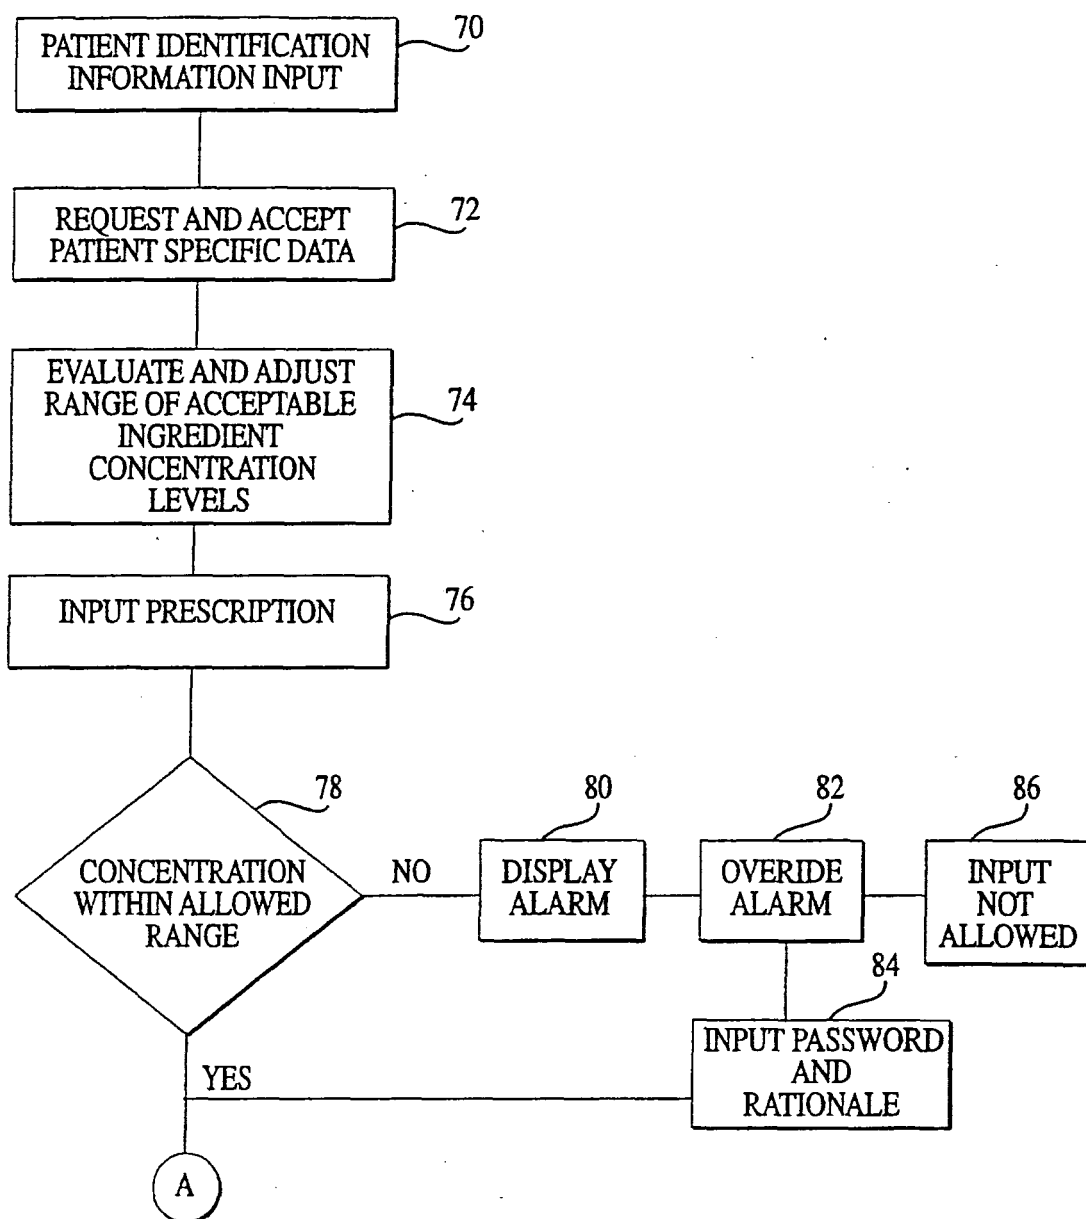 70
PATIENT IDENTIFICATION
INFORMATION INPUT
72
REQUEST AND ACCEPT
PATIENT SPECIFIC DATA
74
EVALUATE AND ADJUST
RANGE OF ACCEPTABLE
INGREDIENT
CONCENTRATION
LEVELS
76
INPUT PRESCRIPTION
78
CONCENTRATION
WITHIN ALLOWED
RANGE
NO
80
DISPLAY
ALARM
82
OVERIDE
ALARM
86
INPUT
NOT
ALLOWED
84
INPUT PASSWORD
AND
RATIONALE
YES
A